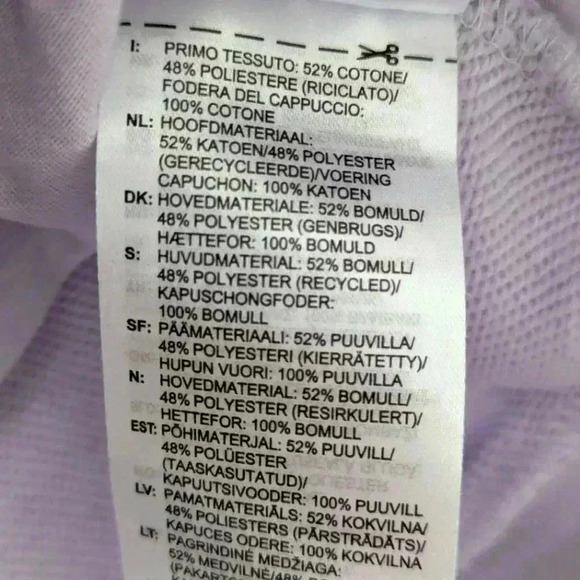 I: PRIMO TESSUTO: 52% COTONE/
48% POLIESTERE (RICICLATO)/
FODERA DEL CAPPUCCIO:
100% COTONE
NL: HOOFDMATERIAAL:
52% KATOEN/48% POLYESTER
(GERECYCLEERDE)/VOERING
CAPUCHON: 100% KATOEN
DK: HOVEDMATERIALE: 52% BOMULD/
48% POLYESTER (GENBRUGS)/
HÆTTEFOR: 100% BOMULD
S: HUVUDMATERIAL: 52% BOMULL/
48% POLYESTER (RECYCLED)/
KAPUSCHONGFODER:
100% BOMULL
SF: PÄÄMATERIAALI: 52% PUUVILLA/
48% POLYESTERI (KIERRÄTETTY)/
HUPUN VUORI: 100% PUUVILLA
N: HOVEDMATERIAL: 52% BOMULL/
48% POLYESTER (RESIRKULERT)/
HETTEFOR: 100% BOMULL
EST: PÕHIMATERJAL: 52% PUUVILL/
48% POLÜESTER
(TAASKASUTATUD)/
KAPUUTSIVOODER: 100% PUUVILL
LV: PAMATMATERIĀLS: 52% KOKVILNA/
48% POLIESTERS (PĀRSTRĀDĀTS)/
KAPUCES ODERE: 100% KOKVILNA
LT: PAGRINDINĖ MEDŽIAGA:
52% MEDVILNĖ/48%